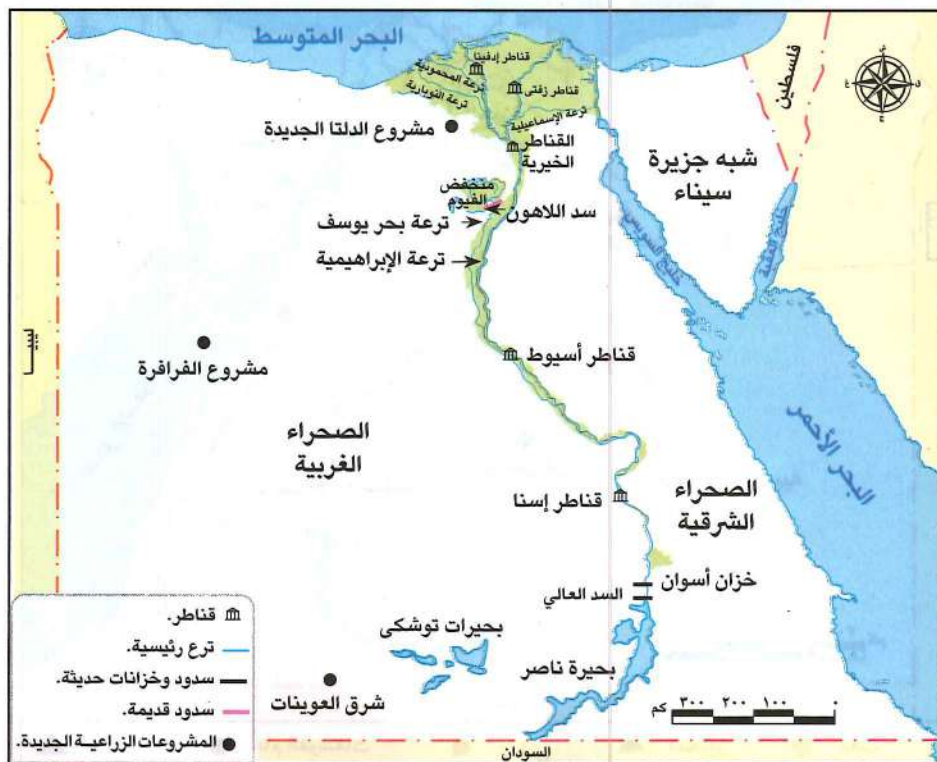 البحر المتوسط
قناطر إدفينا
ترعة المحمودية
ترعة النوبارية
قناطر زفتى
ترعة الإسماعيلية
فلسطين
مشروع الدلتا الجديدة
القناطر
الخيرية
شبه جزيرة
سيناء
منخفض
الفيوم
سد اللاهون
ترعة بحر يوسف
ترعة الإبراهيمية
خليج السويس
خليج العقبة
ليبيا
مشروع الفرافرة
قناطر أسيوط
الصحراء
الغربية
البحر الأحمر
قناطر إسنا
الصحراء
الشرقية
خزان أسوان
السد العالي
بحيرات توشكى
بحيرة ناصر
شرق العوينات
قناطر.
ترع رئيسية.
سدود وخزانات حديثة.
سدود قديمة.
المشروعات الزراعية الجديدة.
٣٠٠ ٢٠٠ ١٠٠ ٠
كم
السودان